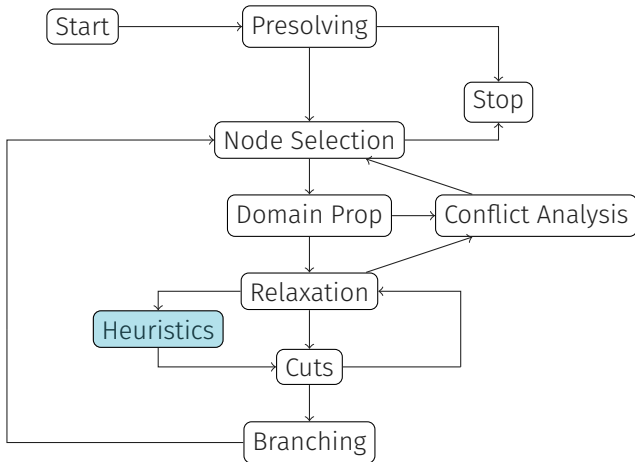 Start
Presolving
Stop
Node Selection
Domain Prop
Conflict Analysis
Relaxation
Heuristics
Cuts
Branching